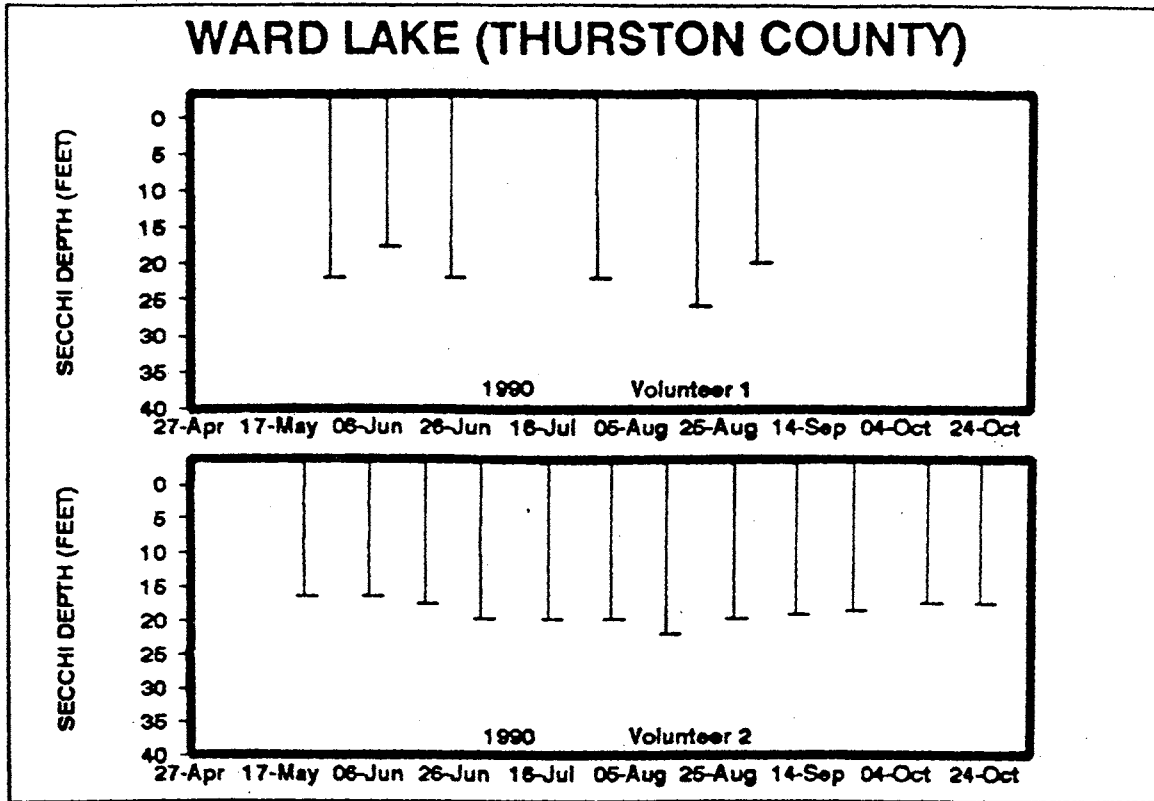 WARD LAKE (THURSTON COUNTY)
SECCHI DEPTH (FEET)
0
5
10
15
20
25
30
35
40
1990 Volunteer 1
27-Apr 17-May 06-Jun 26-Jun 16-Jul 05-Aug 25-Aug 14-Sep 04-Oct 24-Oct
SECCHI DEPTH (FEET)
0
5
10
15
20
25
30
35
40
1990 Volunteer 2
27-Apr 17-May 06-Jun 26-Jun 16-Jul 05-Aug 25-Aug 14-Sep 04-Oct 24-Oct